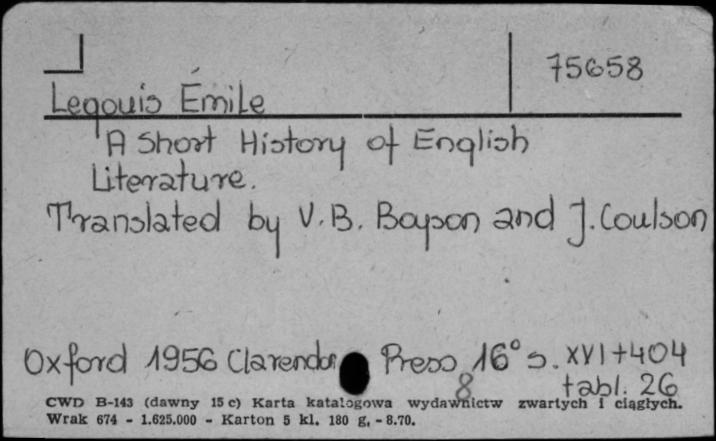 75658
Legouis Émile
A Short History of English
Literature.
Translated by V. B. Boyson and J. Coulson
Oxford 1956 Clarendon Press 16° s. XVI+404
8 tabl. 26
CWD B-143 (dawny 15 c) Karta katalogowa wydawnictw zwartych i ciągłych.
Wrak 674 - 1.625.000 - Karton 5 kl. 180 g, - 8.70.